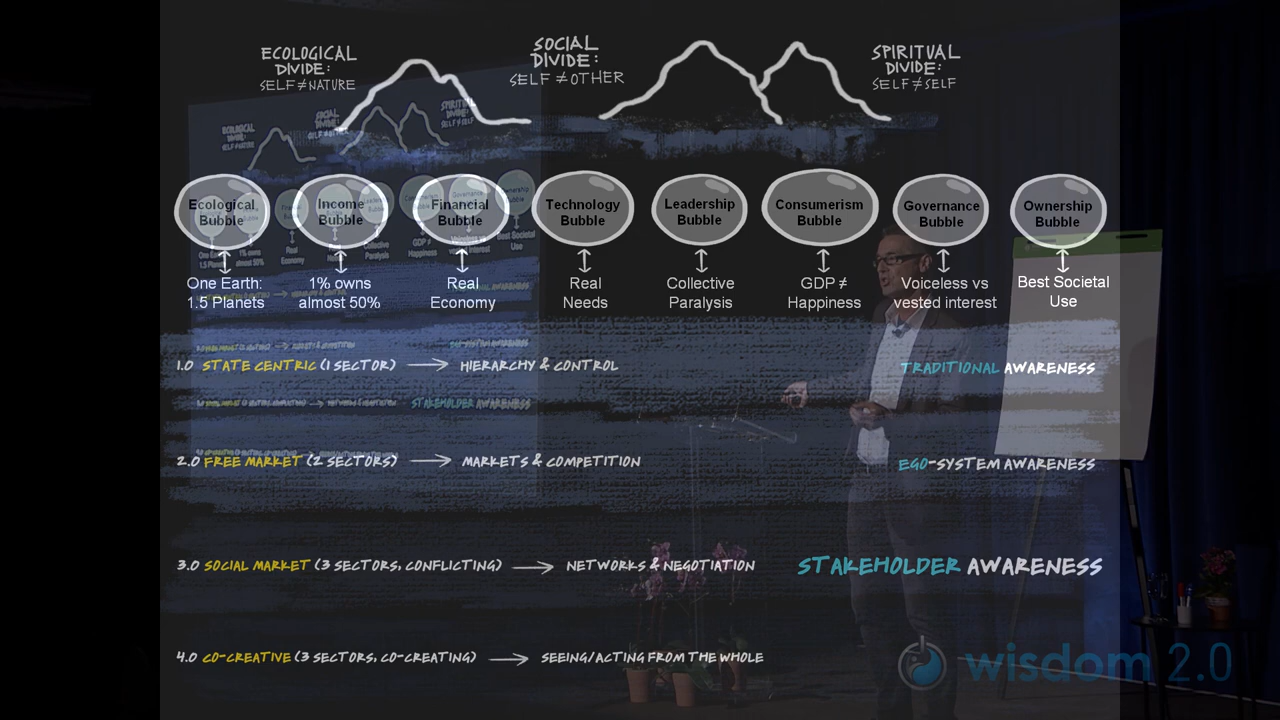 ECOLOGICAL
DIVIDE:
SELF ≠ NATURE
SOCIAL
DIVIDE:
SELF ≠ OTHER
SPIRITUAL
DIVIDE:
SELF ≠ SELF
Ecological
Bubble
Income
Bubble
Financial
Bubble
Technology
Bubble
Leadership
Bubble
Consumerism
Bubble
Governance
Bubble
Ownership
Bubble
One Earth:
1.5 Planets
1% owns
almost 50%
Real
Economy
Real
Needs
Collective
Paralysis
GDP ≠
Happiness
Voiceless vs
vested interest
Best Societal
Use
1.0 STATE CENTRIC (1 SECTOR) → HIERARCHY & CONTROL TRADITIONAL AWARENESS
2.0 FREE MARKET (2 SECTORS) → MARKETS & COMPETITION EGO-SYSTEM AWARENESS
3.0 SOCIAL MARKET (3 SECTORS, CONFLICTING) → NETWORKS & NEGOTIATION STAKEHOLDER AWARENESS
4.0 CO-CREATIVE (3 SECTORS, CO-CREATING) → SEEING/ACTING FROM THE WHOLE
wisdom 2.0